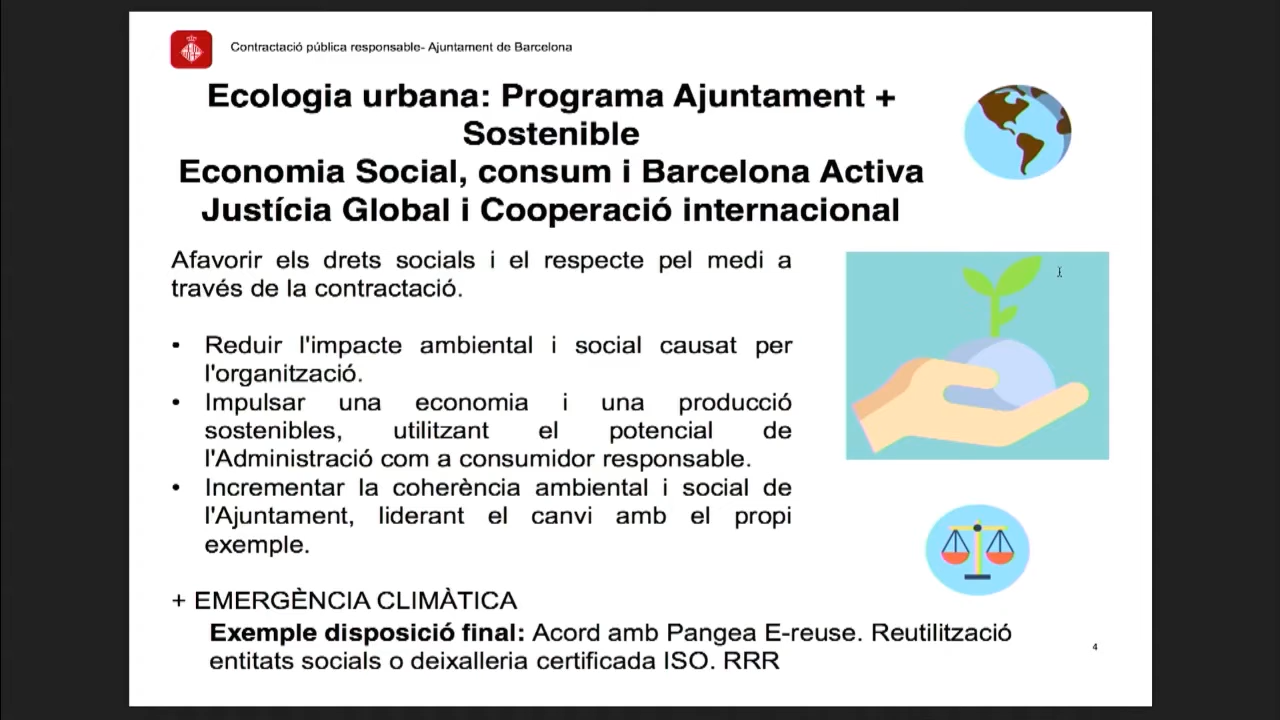 Contractació pública responsable- Ajuntament de Barcelona
Ecologia urbana: Programa Ajuntament +
Sostenible
Economia Social, consum i Barcelona Activa
Justícia Global i Cooperació internacional
Afavorir els drets socials i el respecte pel medi a
través de la contractació.
• Reduir l'impacte ambiental i social causat per
l'organització.
• Impulsar una economia i una producció
sostenibles, utilitzant el potencial de
l'Administració com a consumidor responsable.
• Incrementar la coherència ambiental i social de
l'Ajuntament, liderant el canvi amb el propi
exemple.
+ EMERGÈNCIA CLIMÀTICA
Exemple disposició final: Acord amb Pangea E-reuse. Reutilització
entitats socials o deixalleria certificada ISO. RRR
4